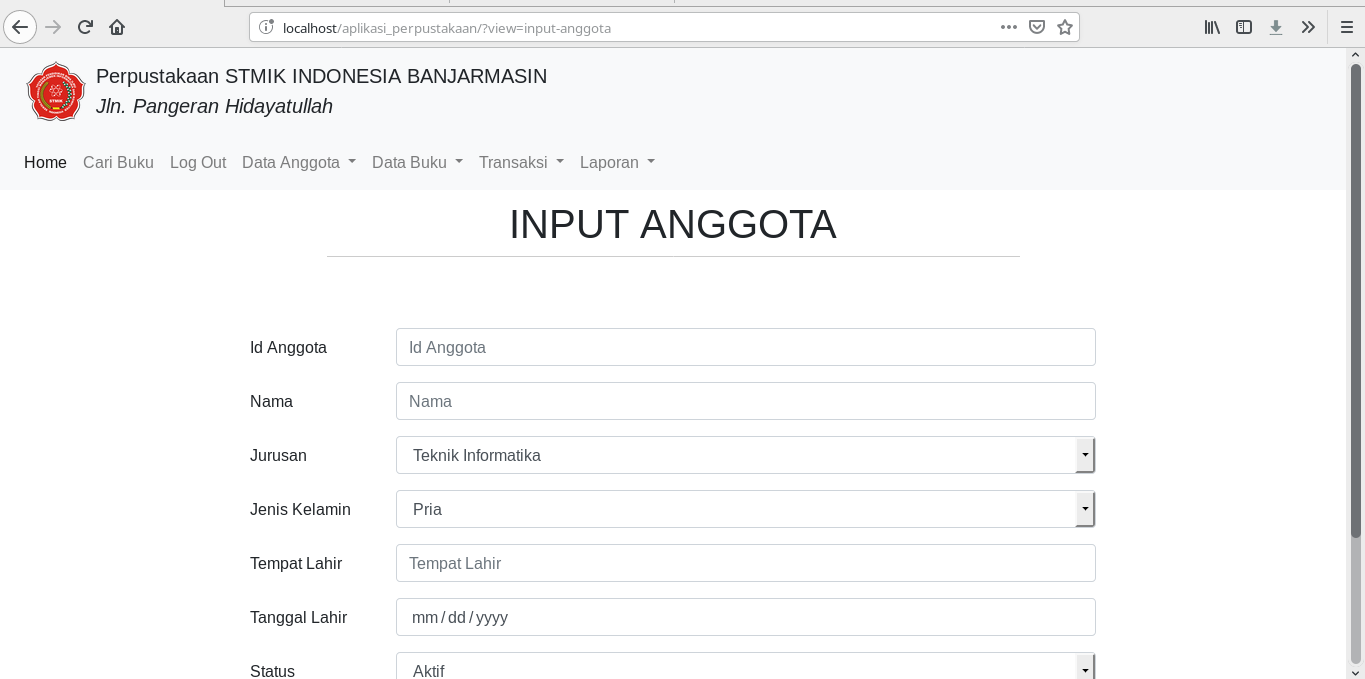 localhost/aplikasi_perpustakaan/?view=input-anggota
Perpustakaan STMIK INDONESIA BANJARMASIN
Jln. Pangeran Hidayatullah
Home Cari Buku Log Out Data Anggota Data Buku Transaksi Laporan
INPUT ANGGOTA
Id Anggota Id Anggota
Nama Nama
Jurusan Teknik Informatika
Jenis Kelamin Pria
Tempat Lahir Tempat Lahir
Tanggal Lahir mm / dd / yyyy
Status Aktif